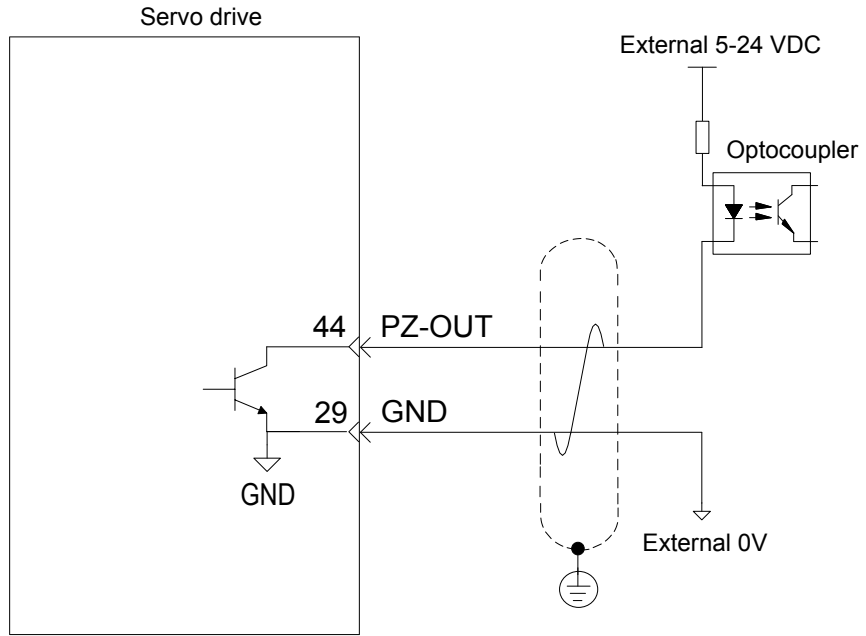 Servo drive
External 5-24 VDC
Optocoupler
44 PZ-OUT
29 GND
GND
External 0V